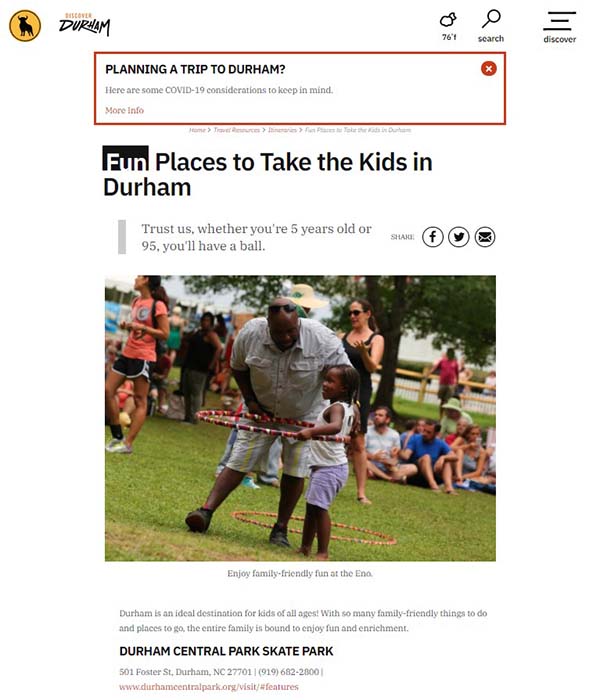 DISCOVER
DURHAM
76°f
search
discover
PLANNING A TRIP TO DURHAM?
Here are some COVID-19 considerations to keep in mind.
More Info
Home > Travel Resources > Itineraries > Fun Places to Take the Kids in Durham
Fun Places to Take the Kids in
Durham
Trust us, whether you're 5 years old or
95, you'll have a ball.
SHARE
Enjoy family-friendly fun at the Eno.
Durham is an ideal destination for kids of all ages! With so many family-friendly things to do
and places to go, the entire family is bound to enjoy fun and enrichment.
DURHAM CENTRAL PARK SKATE PARK
501 Foster St, Durham, NC 27701 | (919) 682-2800 |
www.durhamcentralpark.org/visit/#features